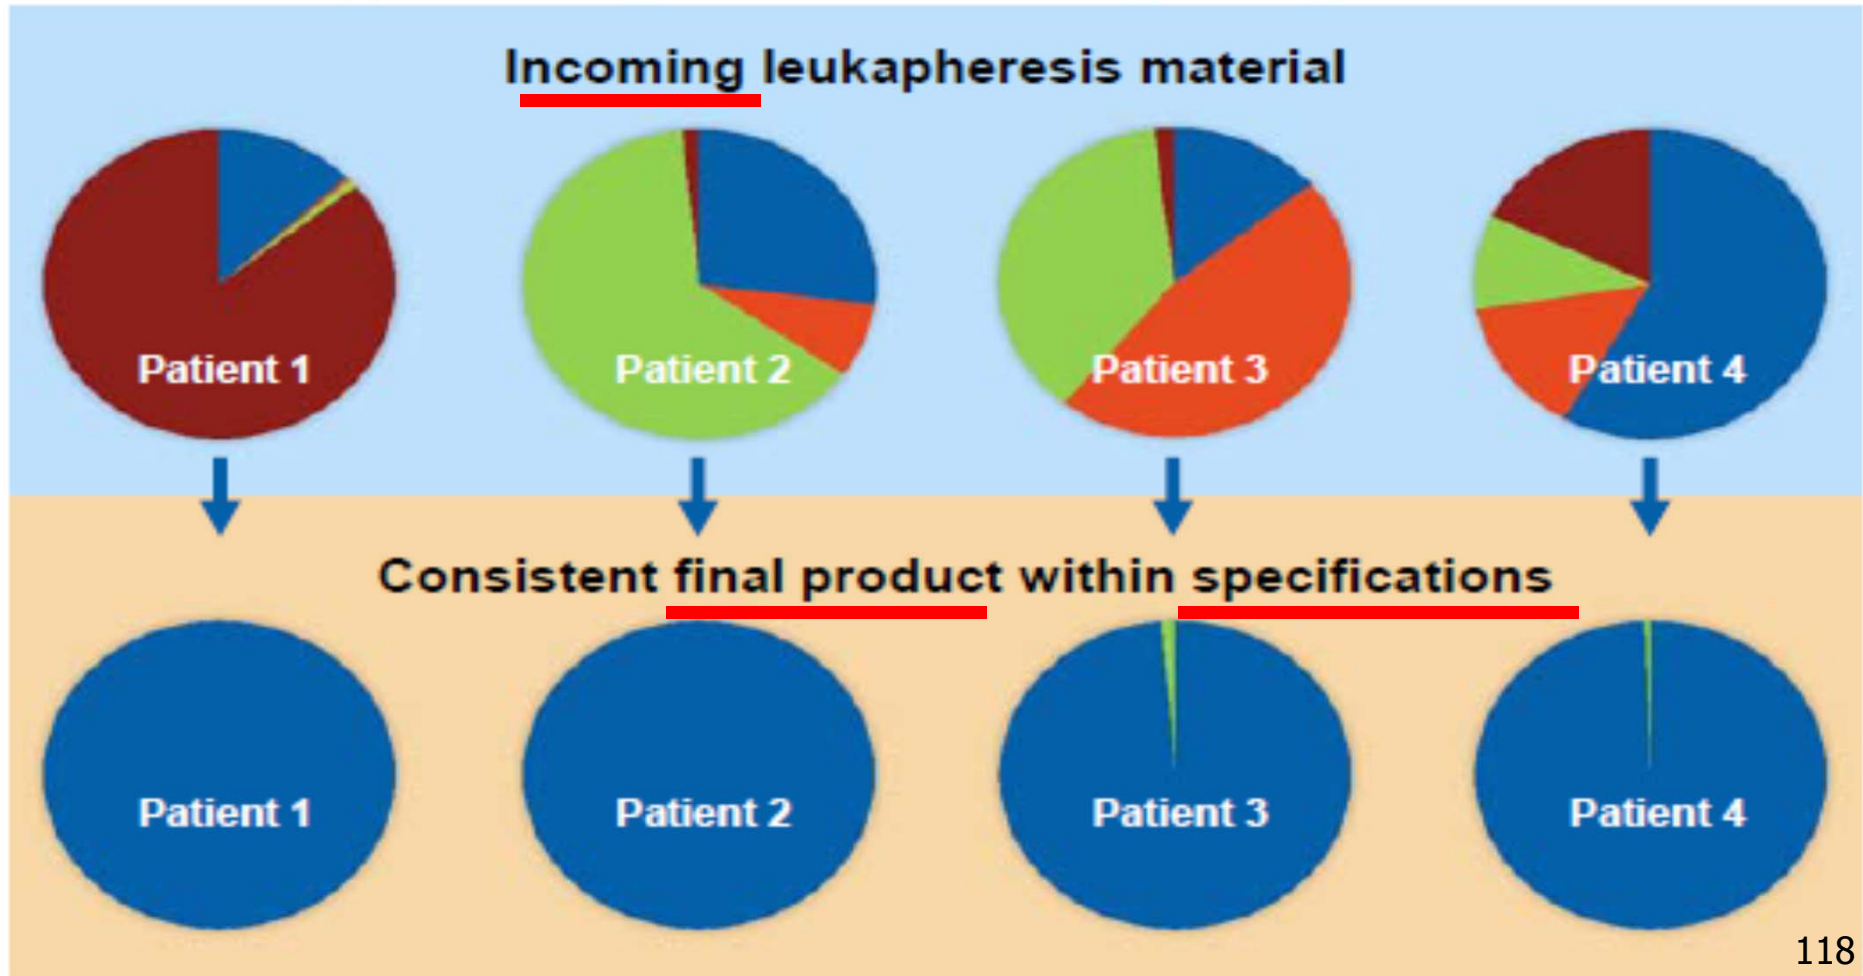 Incoming leukapheresis material
Patient 1
Patient 2
Patient 3
Patient 4
Consistent final product within specifications
Patient 1
Patient 2
Patient 3
Patient 4
118